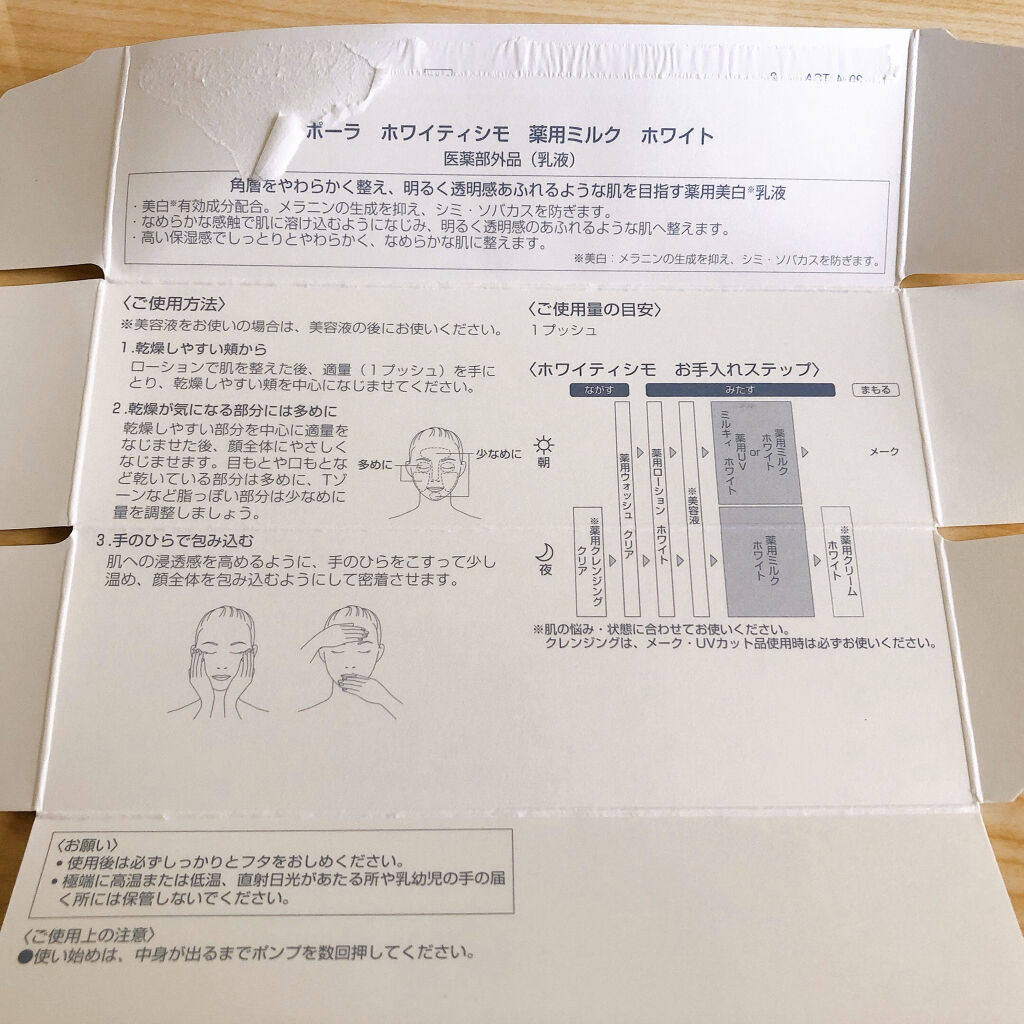 ポーラ ホワイティシモ 薬用ミルク ホワイト
医薬部外品（乳液）
角層をやわらかく整え、明るく透明感あふれるような肌を目指す薬用美白※乳液
・美白※有効成分配合。メラニンの生成を抑え、シミ・ソバカスを防ぎます。
・なめらかな感触で肌に溶け込むようになじみ、明るく透明感のあふれるような肌へ整えます。
・高い保湿感でしっとりとやわらかく、なめらかな肌に整えます。
※美白：メラニンの生成を抑え、シミ・ソバカスを防ぎます。
〈ご使用方法〉
※美容液をお使いの場合は、美容液の後にお使いください。
1.乾燥しやすい頬から
ローションで肌を整えた後、適量（1プッシュ）を手に
とり、乾燥しやすい頬を中心になじませてください。
2.乾燥が気になる部分には多めに
乾燥しやすい部分を中心に適量を
なじませた後、顔全体にやさしく
なじませます。目もとや口もとな
ど乾いている部分は多めに、Tゾ
ーンなど脂っぽい部分は少なめに
量を調整しましょう。
多めに
少なめに
3.手のひらで包み込む
肌への浸透感を高めるように、手のひらをこすって少し
温め、顔全体を包み込むようにして密着させます。
〈ご使用量の目安〉
1プッシュ
〈ホワイティシモ お手入れステップ〉
ながす
みたす
まもる
朝
夜
※薬用クレンジング
クリア
薬用ウォッシュ クリア
薬用ローション ホワイト
※美容液
薬用ミルク
ホワイト
or
薬用UV
ミルキィ ホワイト
メーク
薬用ミルク
ホワイト
※薬用クリーム
ホワイト
※肌の悩み・状態に合わせてお使いください。
クレンジングは、メーク・UVカット品使用時は必ずお使いください。
〈お願い〉
•使用後は必ずしっかりとフタをおしめください。
•極端に高温または低温、直射日光があたる所や乳幼児の手の届
く所には保管しないでください。
〈ご使用上の注意〉
●使い始めは、中身が出るまでポンプを数回押してください。